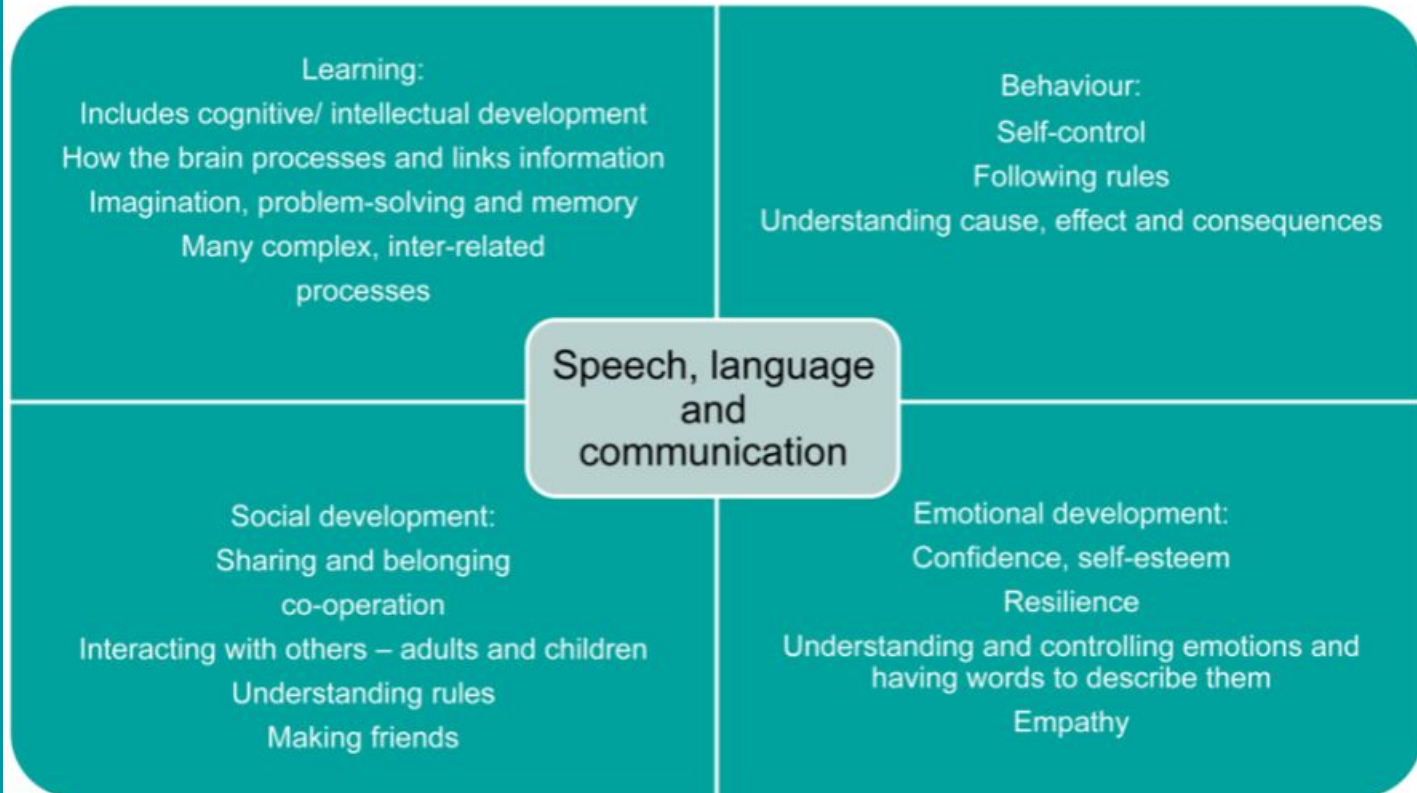 Learning:
Includes cognitive/ intellectual development
How the brain processes and links information
Imagination, problem-solving and memory
Many complex, inter-related
processes
Behaviour:
Self-control
Following rules
Understanding cause, effect and consequences
Speech, language
and
communication
Social development:
Sharing and belonging
co-operation
Interacting with others – adults and children
Understanding rules
Making friends
Emotional development:
Confidence, self-esteem
Resilience
Understanding and controlling emotions and
having words to describe them
Empathy